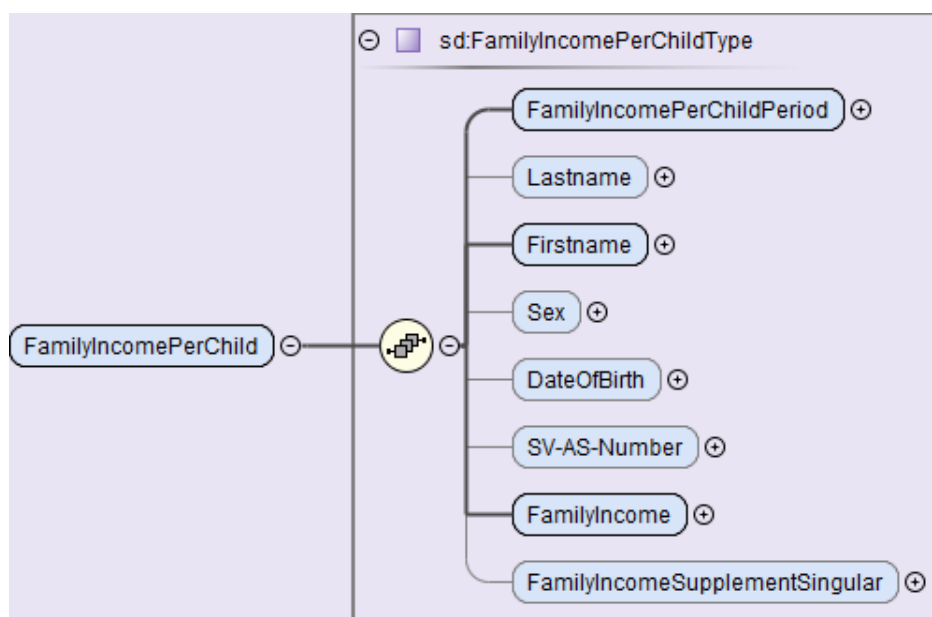 sd:FamilyIncomePerChildType
FamilyIncomePerChildPeriod
Lastname
Firstname
Sex
FamilyIncomePerChild
DateOfBirth
SV-AS-Number
FamilyIncome
FamilyIncomeSupplementSingular